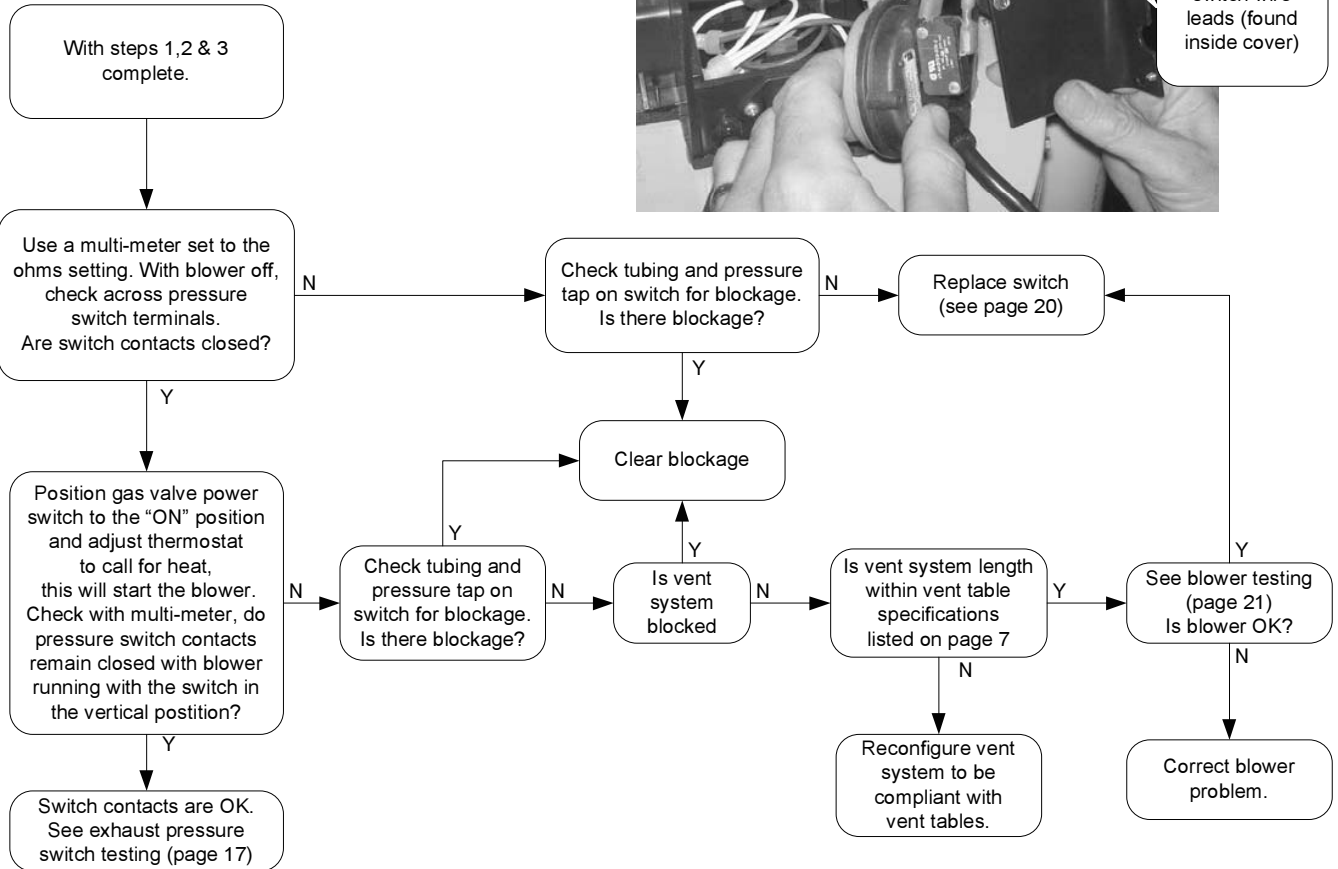 leads (found
inside cover)
With steps 1,2 & 3
complete.
Use a multi-meter set to the
ohms setting. With blower off,
check across pressure
switch terminals.
Are switch contacts closed?
N
Check tubing and pressure
tap on switch for blockage.
Is there blockage?
N
Replace switch
(see page 20)
Y
Y
Clear blockage
Position gas valve power
switch to the “ON” position
and adjust thermostat
to call for heat,
this will start the blower.
Check with multi-meter, do
pressure switch contacts
remain closed with blower
running with the switch in
the vertical postition?
N
Y
Check tubing and
pressure tap on
switch for blockage.
Is there blockage?
N
Y
Is vent
system
blocked
N
Is vent system length
within vent table
specifications
listed on page 7
Y
Y
See blower testing
(page 21)
Is blower OK?
N
N
Y
Switch contacts are OK.
See exhaust pressure
switch testing (page 17)
Reconfigure vent
system to be
compliant with
vent tables.
Correct blower
problem.